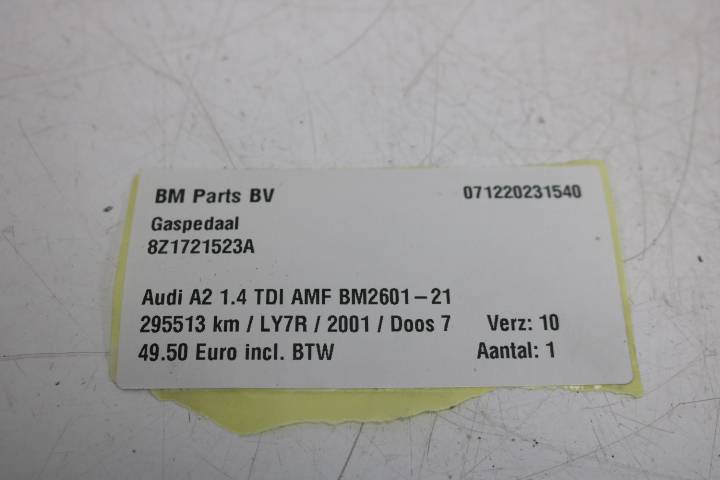 BM Parts BV 071220231540
Gaspedaal
8Z1721523A
Audi A2 1.4 TDI AMF BM2601-21
295513 km / LY7R / 2001 / Doos 7 Verz: 10
49.50 Euro incl. BTW Aantal: 1